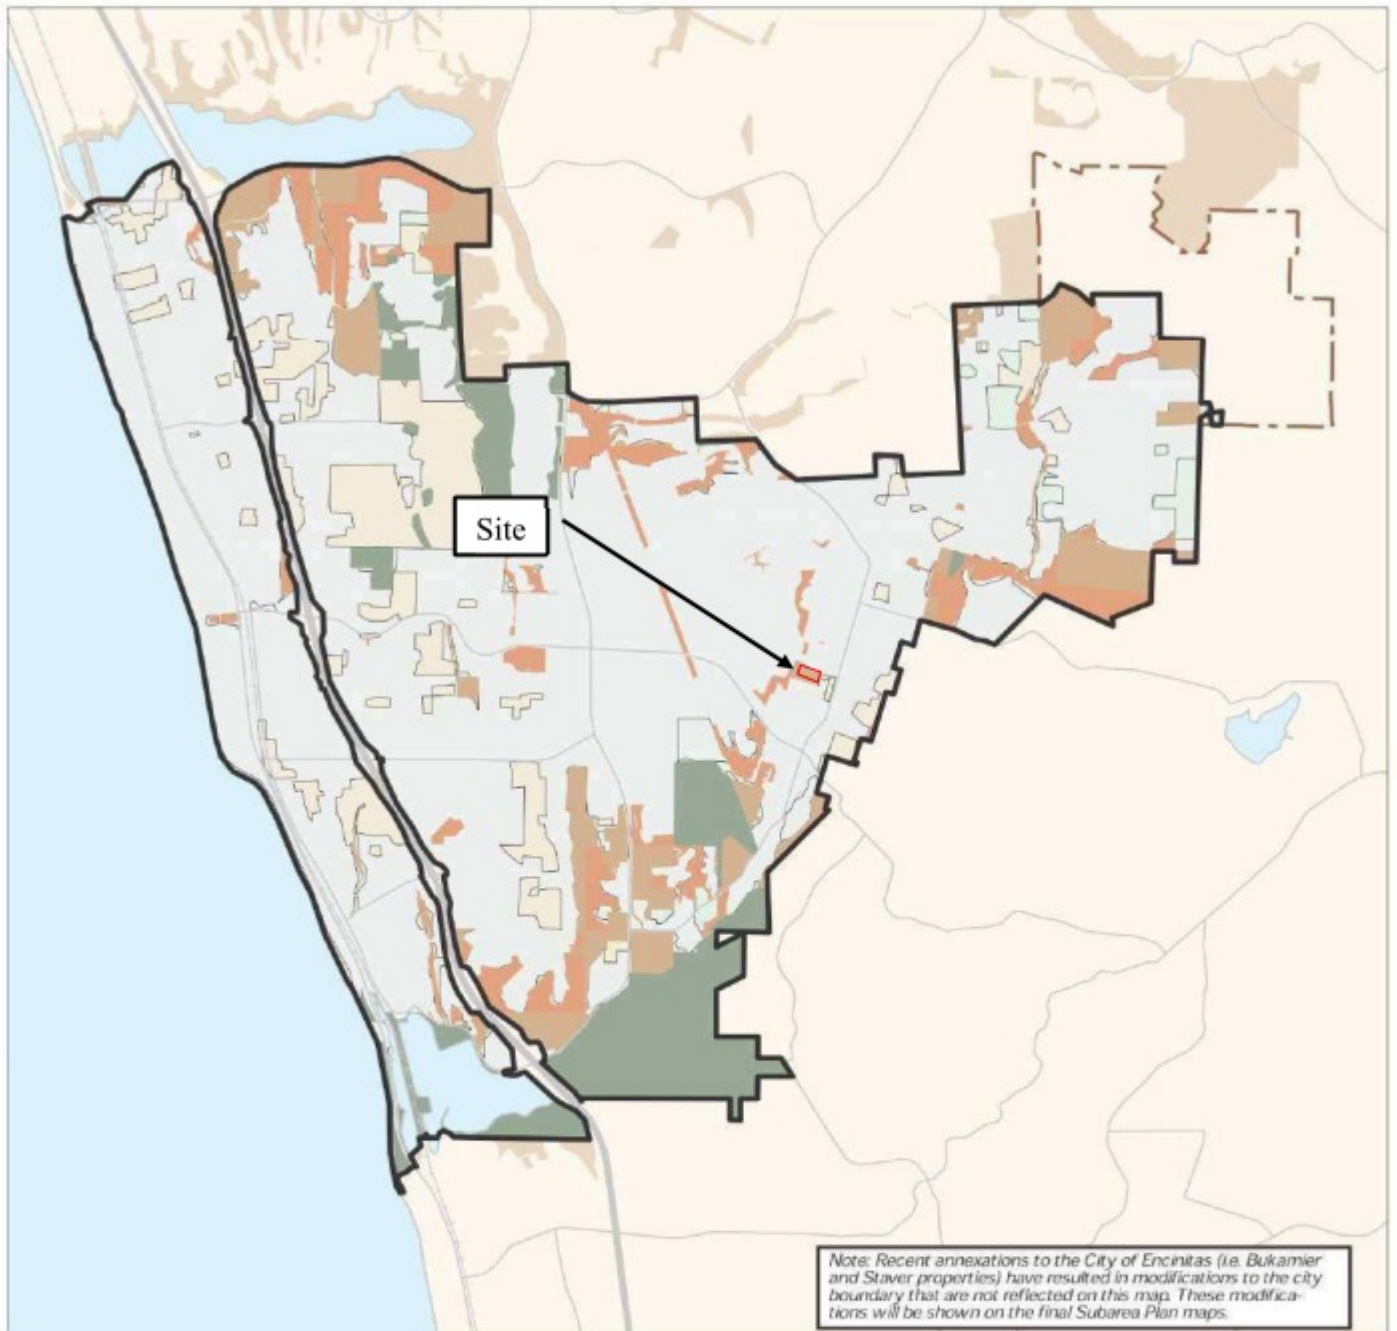 Site
Note: Recent annexations to the City of Encinitas (i.e. Bukamier
and Staver properties) have resulted in modifications to the city
boundary that are not reflected on this map. These modifica-
tions will be shown on the final Subarea Plan maps.